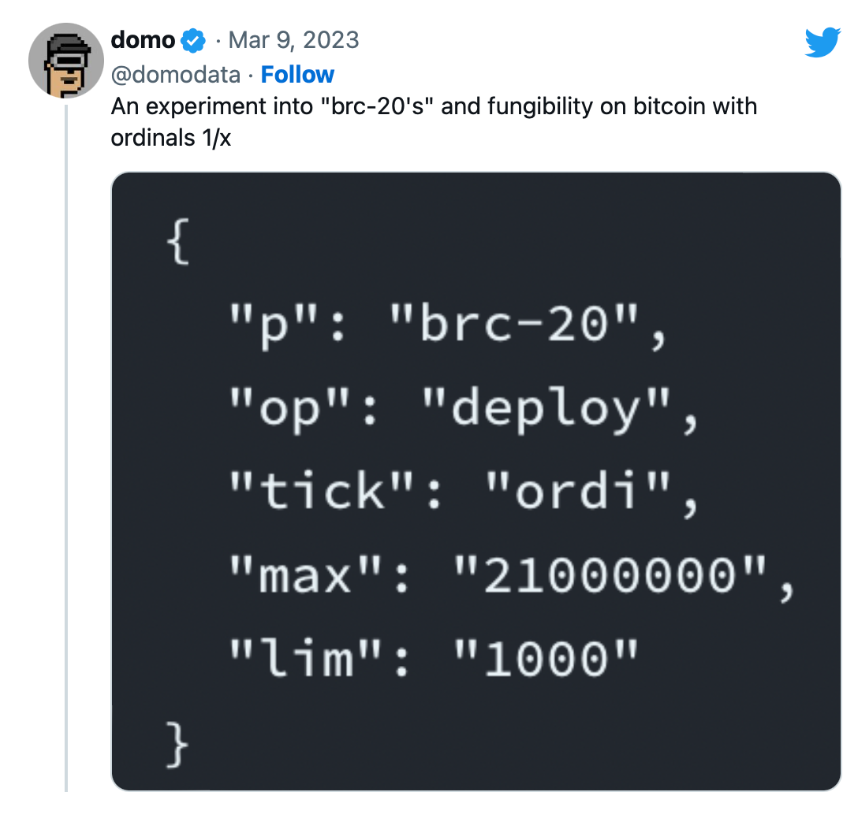 domo · Mar 9, 2023
@domodata · Follow
An experiment into "brc-20's" and fungibility on bitcoin with
ordinals 1/x
{
"p": "brc-20",
"op": "deploy",
"tick": "ordi",
"max": "21000000",
"lim": "1000"
}